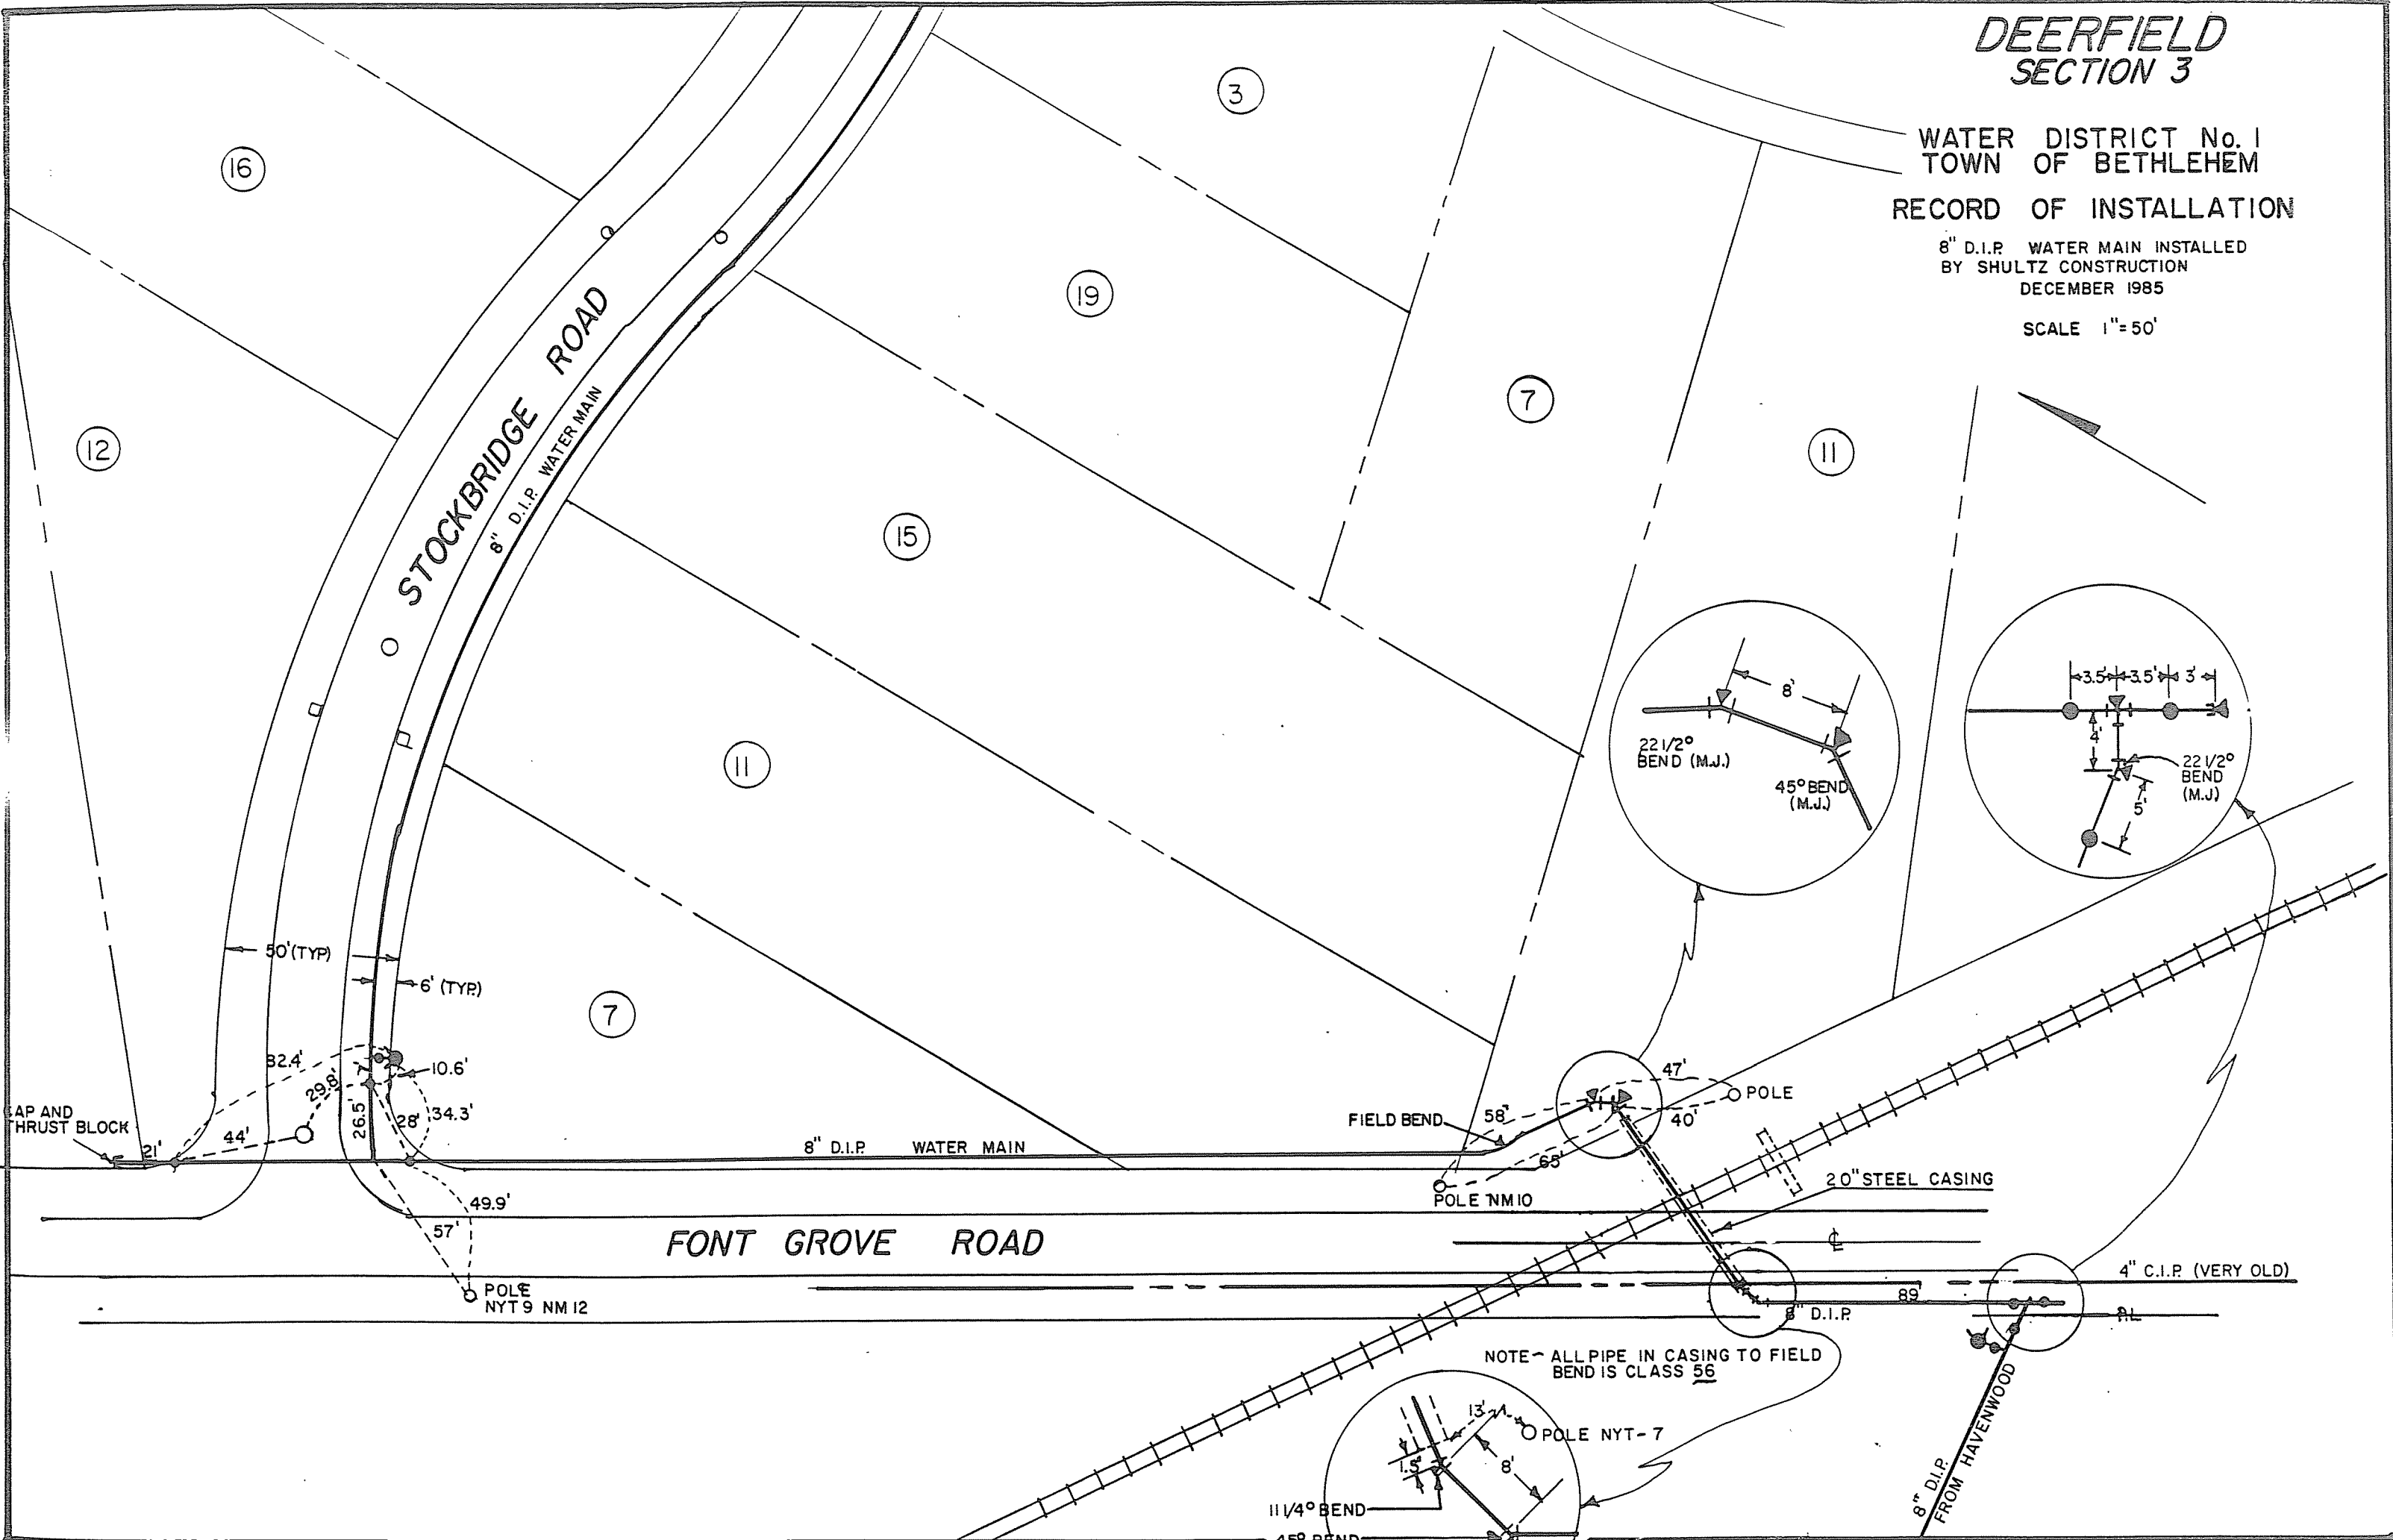 DEERFIELD
SECTION 3
WATER DISTRICT No. 1
TOWN OF BETHLEHEM
RECORD OF INSTALLATION
8" D.I.P. WATER MAIN INSTALLED
BY SHULTZ CONSTRUCTION
DECEMBER 1985
SCALE 1"=50'
3
16
19
7
12
11
15
11
7
STOCKBRIDGE ROAD
8" D.I.P. WATER MAIN
8'
22 1/2°
BEND (M.J.)
45° BEND
(M.J.)
3.5' 3.5' 3'
4'
22 1/2°
BEND
(M.J)
5'
50'(TYP)
6' (TYP.)
82.4'
29.8'
10.6'
26.5'
28'
34.3'
AP AND
HRUST BLOCK
21'
44'
49.9'
57'
POLE
NYT 9 NM 12
8" D.I.P. WATER MAIN
FIELD BEND
58'
47'
40'
POLE
65'
POLE NM 10
20" STEEL CASING
FONT GROVE ROAD
℄
4" C.I.P. (VERY OLD)
89
8" D.I.P.
NOTE~ ALL PIPE IN CASING TO FIELD
BEND IS CLASS 56
13'
POLE NYT-7
1.5'
8'
11 1/4° BEND
45° BEND
8" D.I.P.
FROM HAVENWOOD